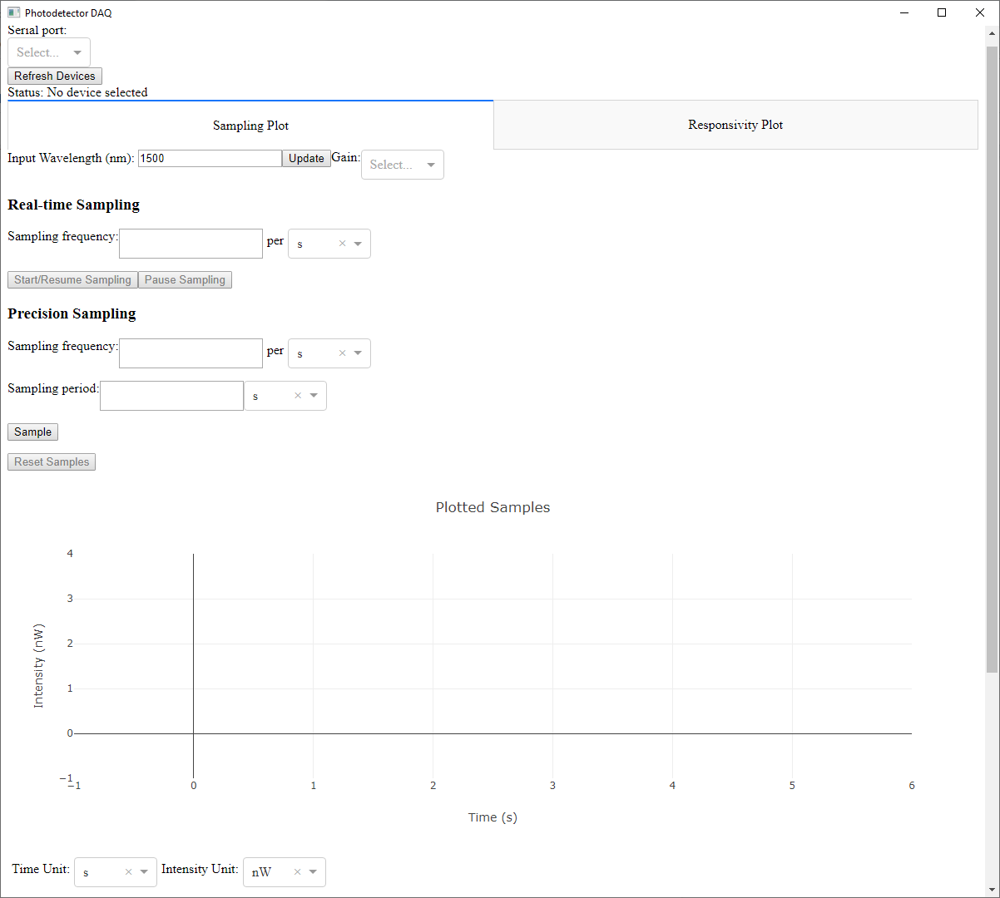 Photodetector DAQ
Serial port:
Select...
Refresh Devices
Status: No device selected
Sampling Plot Responsivity Plot
Input Wavelength (nm): 1500 Update Gain: Select...
Real-time Sampling
Sampling frequency: per s ×
Start/Resume Sampling Pause Sampling
Precision Sampling
Sampling frequency: per s ×
Sampling period: s ×
Sample
Reset Samples
Plotted Samples
4
3
2
1
0
−1
Intensity (nW)
−1 0 1 2 3 4 5 6
Time (s)
Time Unit: s × Intensity Unit: nW ×